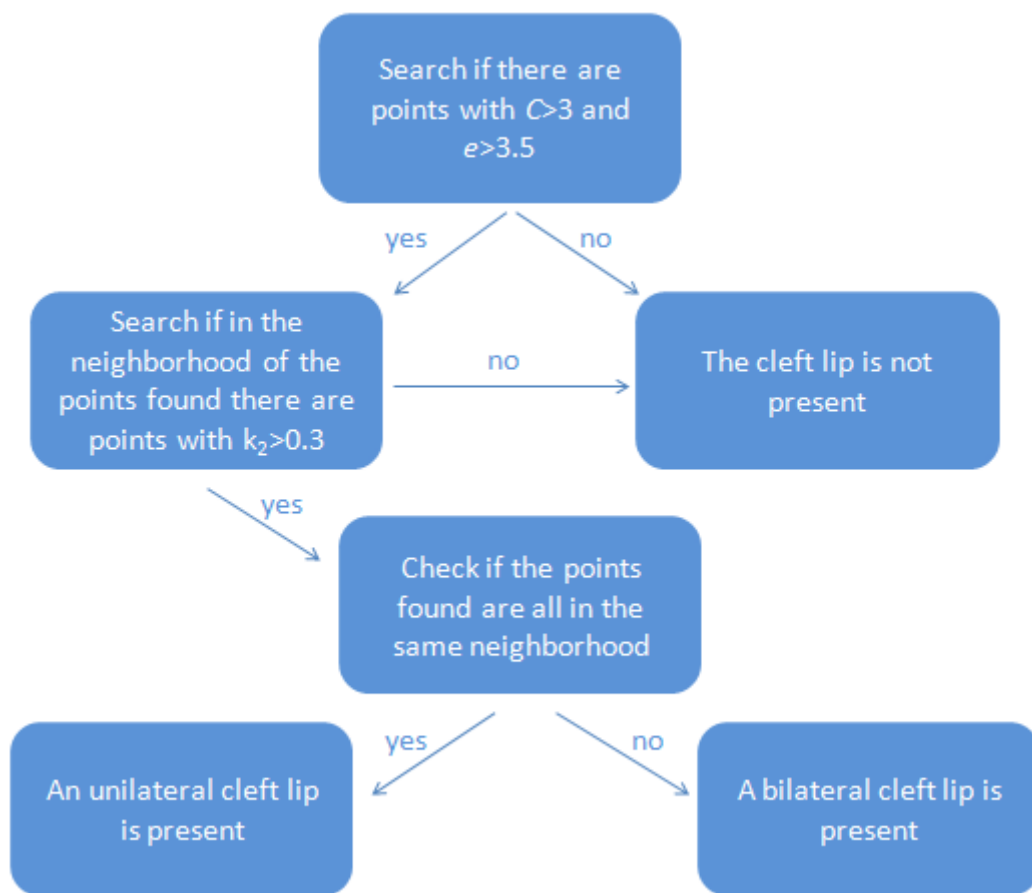 Search if there are
points with C>3 and
e>3.5
yes
no
Search if in the
neighborhood of the
points found there are
points with k₂>0.3
no
The cleft lip is not
present
yes
Check if the points
found are all in the
same neighborhood
yes
no
An unilateral cleft lip
is present
A bilateral cleft lip is
present